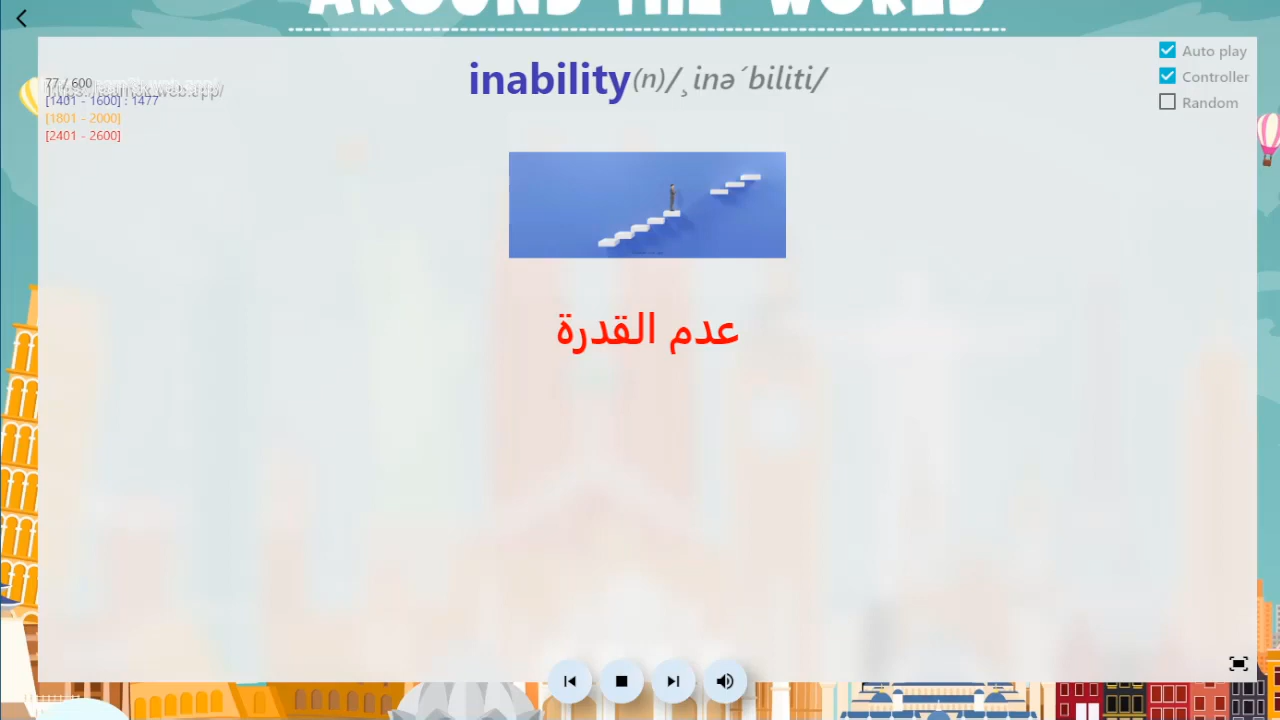 AROUND THE WORLD
77 / 600
[1401 - 1600] : 1477
[1801 - 2000]
[2401 - 2600]
inability(n)/ˌinəˊbiliti/
Auto play
Controller
Random
عدم القدرة